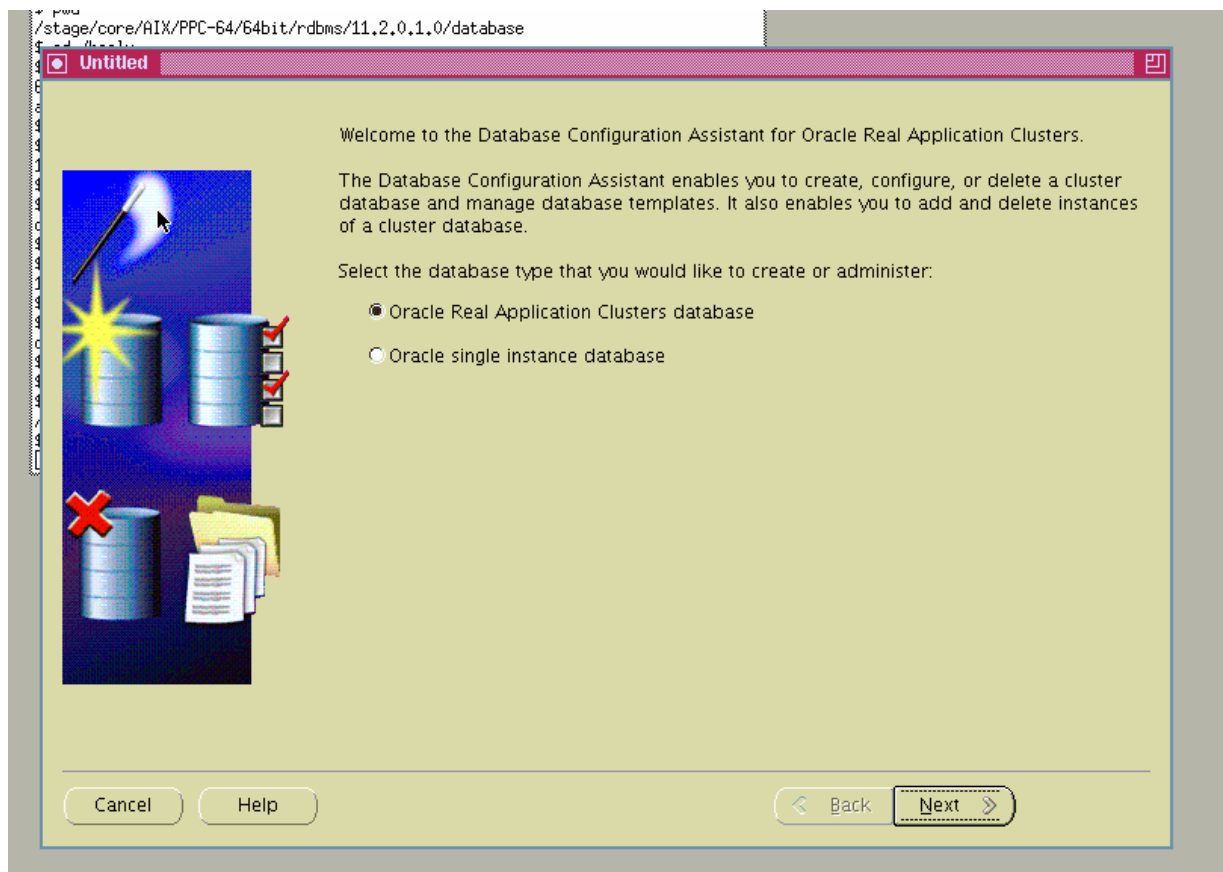 $ pwd
/stage/core/AIX/PPC-64/64bit/rdbms/11.2.0.1.0/database
Untitled
Welcome to the Database Configuration Assistant for Oracle Real Application Clusters.
The Database Configuration Assistant enables you to create, configure, or delete a cluster
database and manage database templates. It also enables you to add and delete instances
of a cluster database.
Select the database type that you would like to create or administer:
Oracle Real Application Clusters database
Oracle single instance database
Cancel
Help
Back
Next